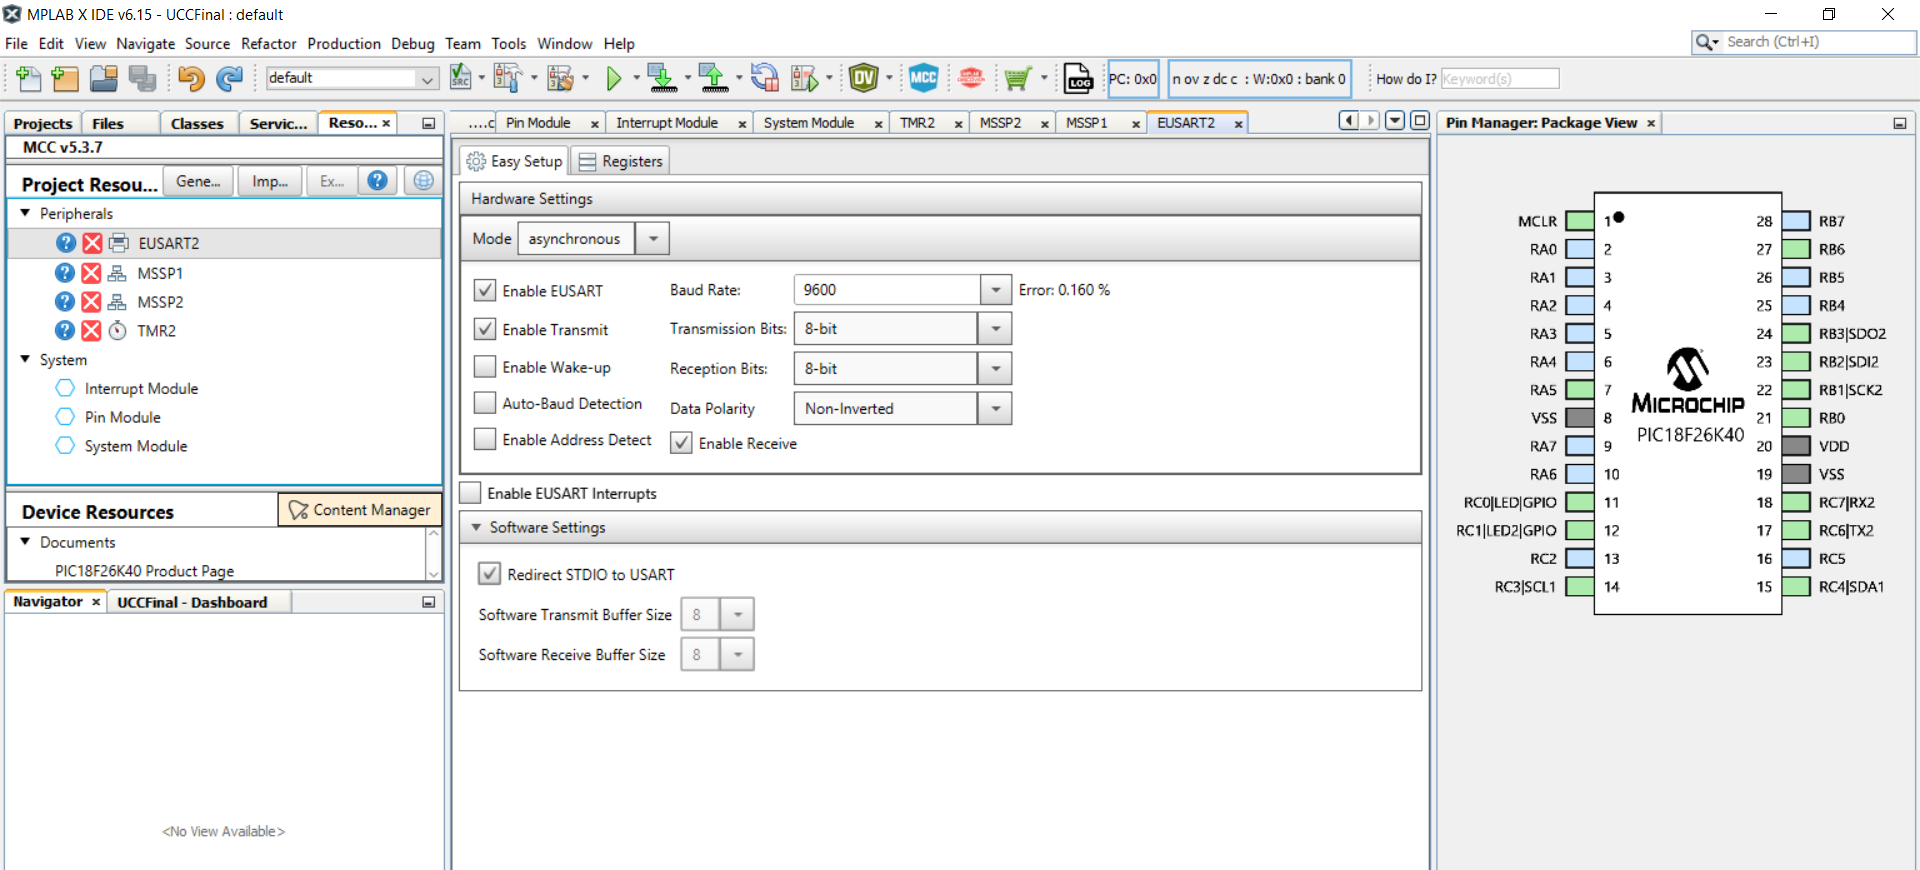 MPLAB X IDE v6.15 - UCCFinal : default
File Edit View Navigate Source Refactor Production Debug Team Tools Window Help
Search (Ctrl+I)
default
SRC
DV
MCC
LOG
PC: 0x0
n ov z dc c : W:0x0 : bank 0
How do I?
Keyword(s)
Projects Files Classes Servic... Reso...
MCC v5.3.7
Project Resou... Gene... Imp... Ex...
Peripherals
EUSART2
MSSP1
MSSP2
TMR2
System
Interrupt Module
Pin Module
System Module
Device Resources
Content Manager
Documents
PIC18F26K40 Product Page
Navigator UCCFinal - Dashboard
<No View Available>
....c Pin Module Interrupt Module System Module TMR2 MSSP2 MSSP1 EUSART2
Easy Setup Registers
Hardware Settings
Mode asynchronous
Enable EUSART Baud Rate: 9600 Error: 0.160 %
Enable Transmit Transmission Bits: 8-bit
Enable Wake-up Reception Bits: 8-bit
Auto-Baud Detection Data Polarity Non-Inverted
Enable Address Detect Enable Receive
Enable EUSART Interrupts
Software Settings
Redirect STDIO to USART
Software Transmit Buffer Size 8
Software Receive Buffer Size 8
Pin Manager: Package View
MCLR 1 28 RB7
RA0 2 27 RB6
RA1 3 26 RB5
RA2 4 25 RB4
RA3 5 24 RB3|SDO2
RA4 6 23 RB2|SDI2
RA5 7 22 RB1|SCK2
VSS 8 21 RB0
RA7 9 20 VDD
RA6 10 19 VSS
RC0|LED|GPIO 11 18 RC7|RX2
RC1|LED2|GPIO 12 17 RC6|TX2
RC2 13 16 RC5
RC3|SCL1 14 15 RC4|SDA1
MICROCHIP
PIC18F26K40